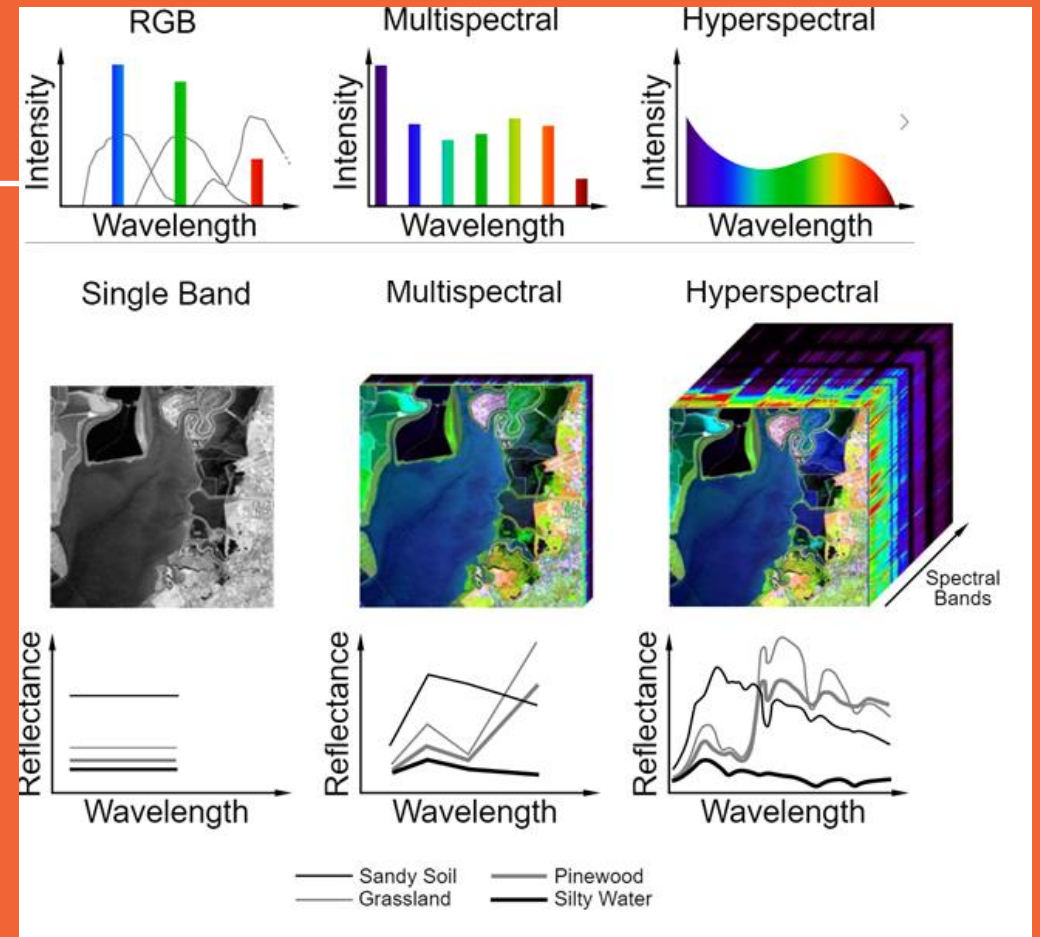 RGB
Multispectral
Hyperspectral
Intensity
Wavelength
Intensity
Wavelength
Intensity
Wavelength
Single Band
Multispectral
Hyperspectral
Spectral
Bands
Reflectance
Wavelength
Reflectance
Wavelength
Reflectance
Wavelength
Sandy Soil
Pinewood
Grassland
Silty Water